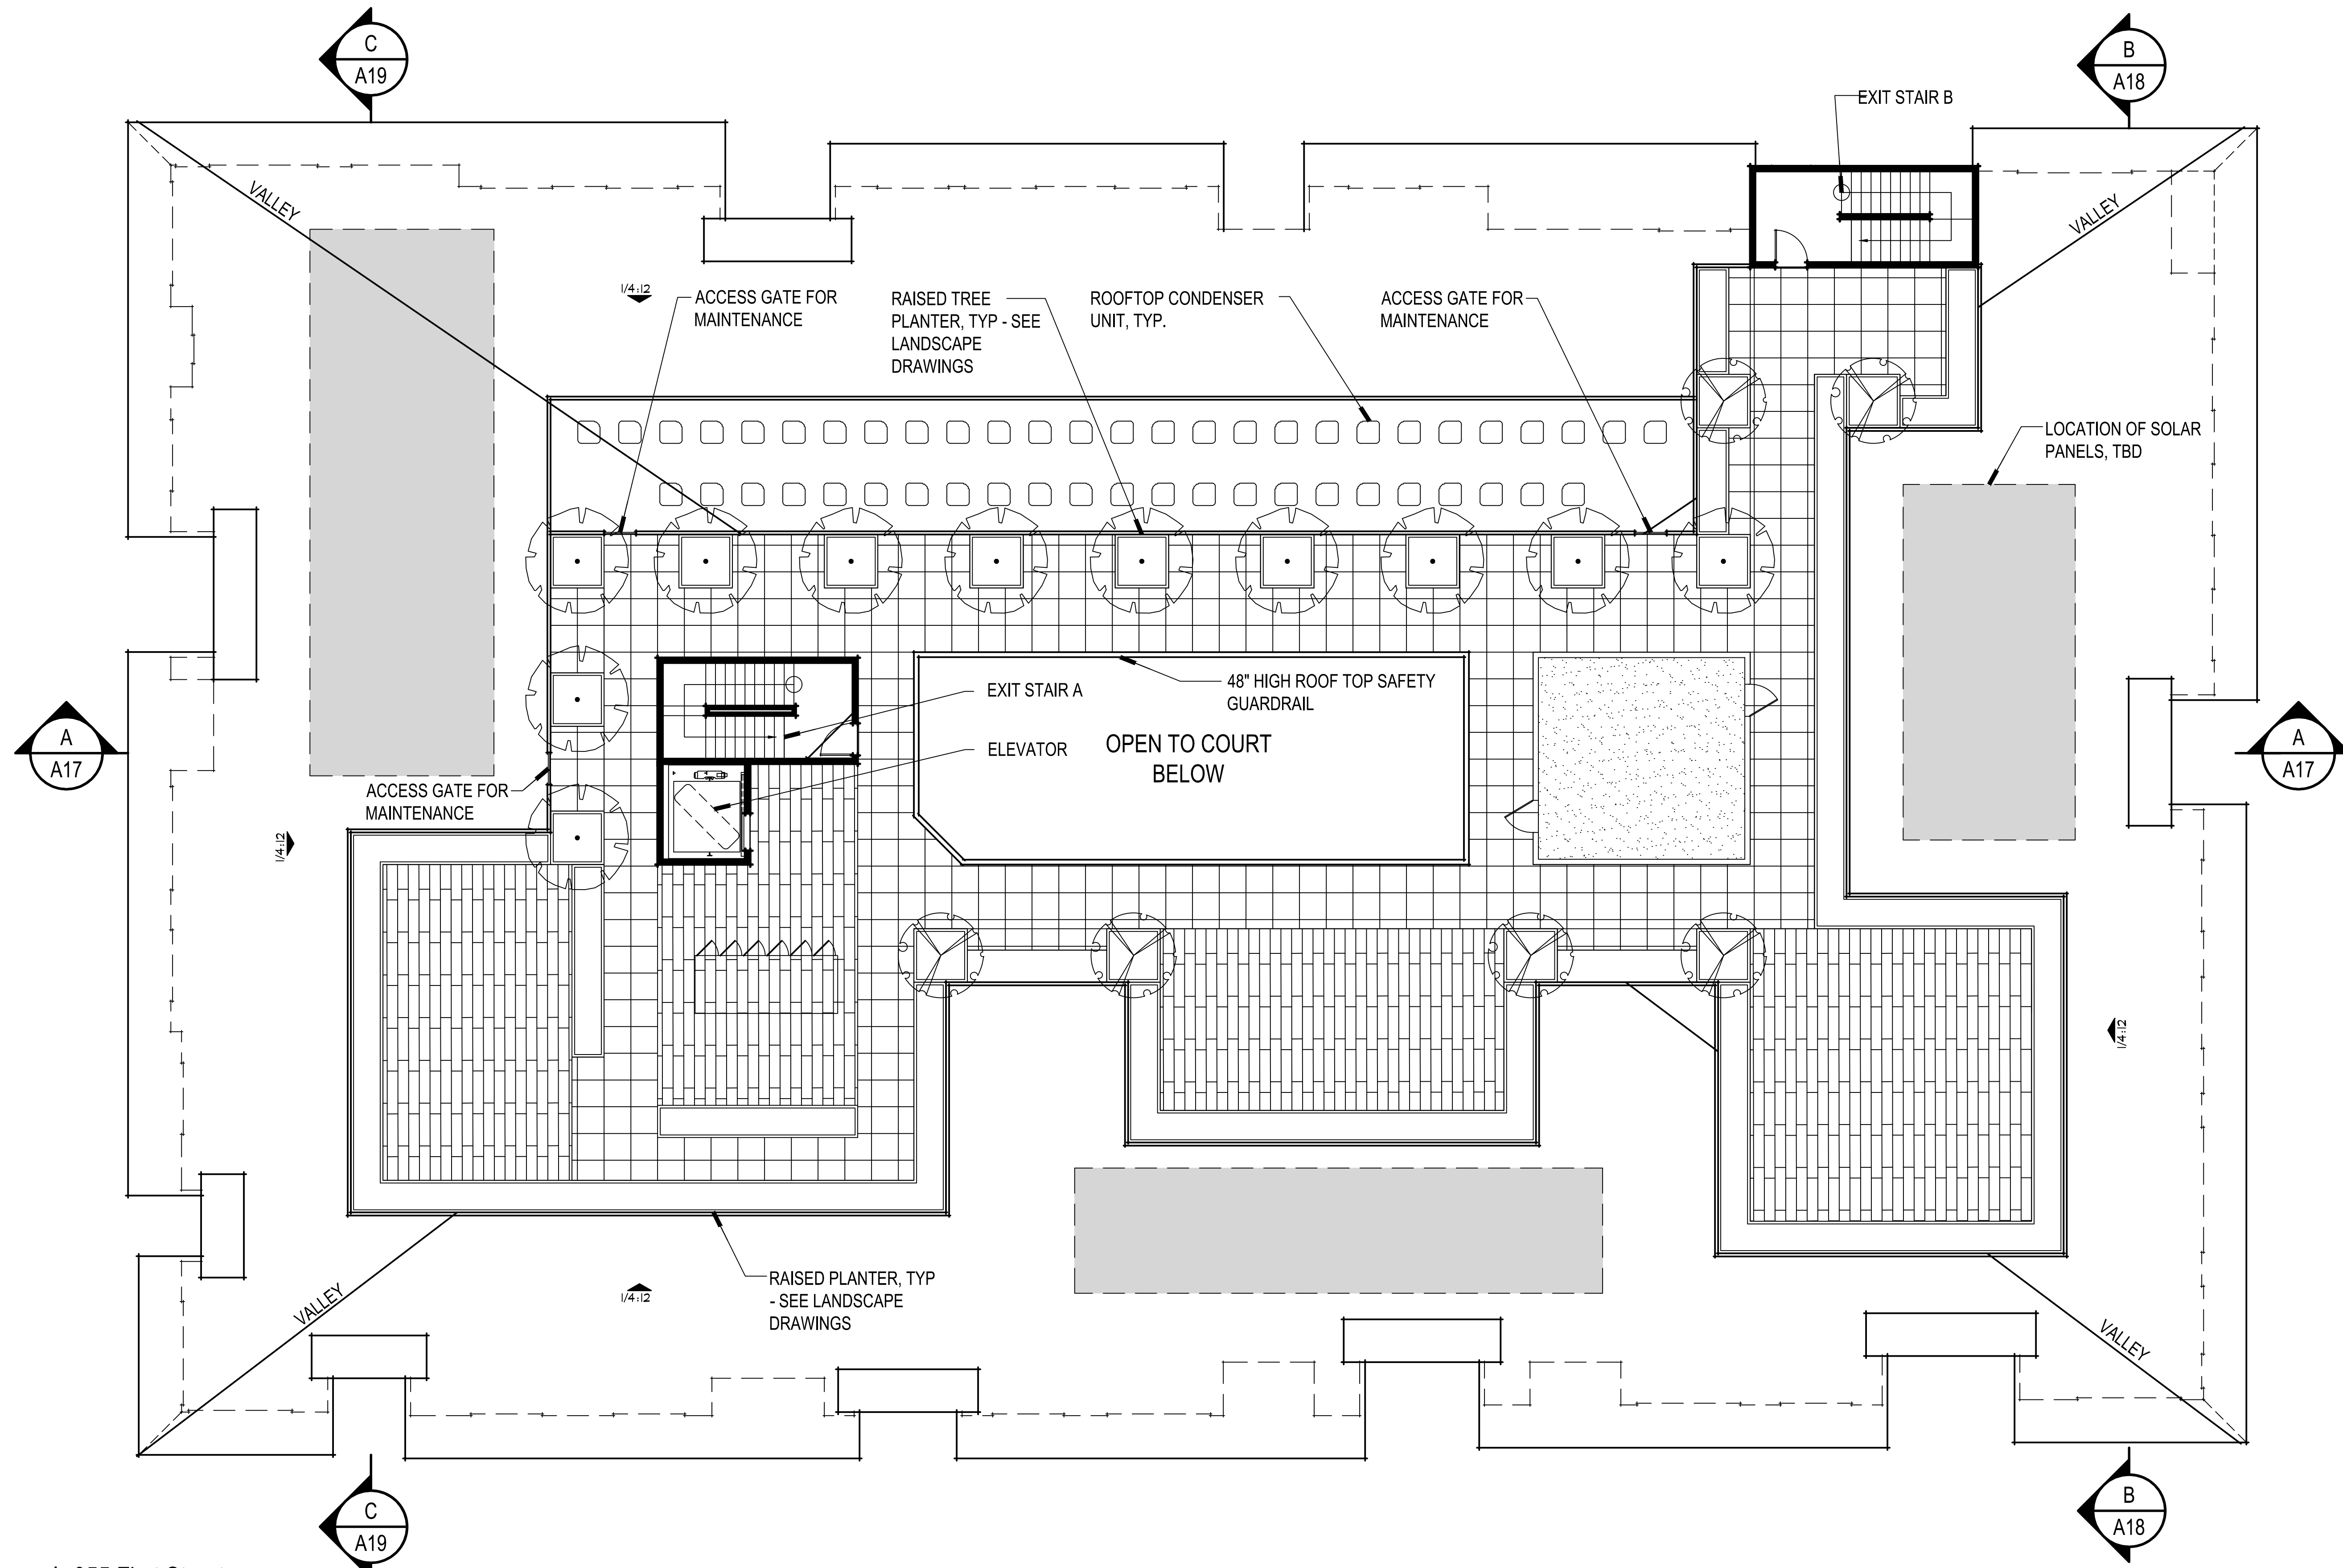 C
A19
B
A18
EXIT STAIR B
VALLEY
VALLEY
1/4:12
ACCESS GATE FOR
MAINTENANCE
RAISED TREE
PLANTER, TYP - SEE
LANDSCAPE
DRAWINGS
ROOFTOP CONDENSER
UNIT, TYP.
ACCESS GATE FOR
MAINTENANCE
LOCATION OF SOLAR
PANELS, TBD
EXIT STAIR A
48" HIGH ROOF TOP SAFETY
GUARDRAIL
ELEVATOR
OPEN TO COURT
BELOW
A
A17
A
A17
ACCESS GATE FOR
MAINTENANCE
1/4:12
1/4:12
RAISED PLANTER, TYP
- SEE LANDSCAPE
DRAWINGS
1/4:12
VALLEY
VALLEY
C
A19
B
A18